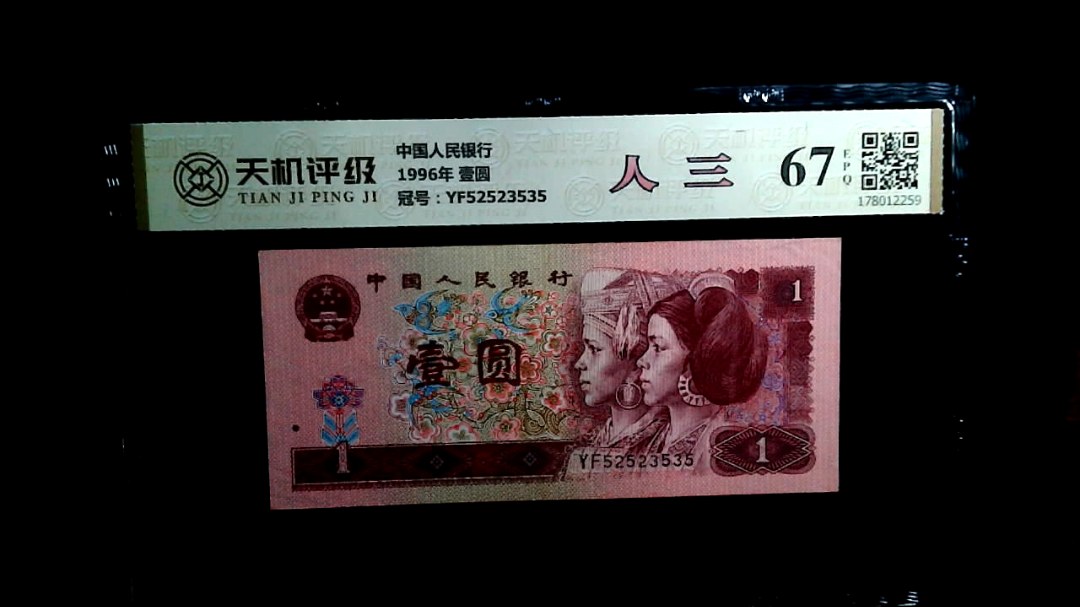 天机评级
TIAN JI PING JI
中国人民银行
1996年 壹圆
冠号：YF52523535
人 三
67
EPQ
178012259
中国人民银行
1
壹圆
1
YF52523535
1